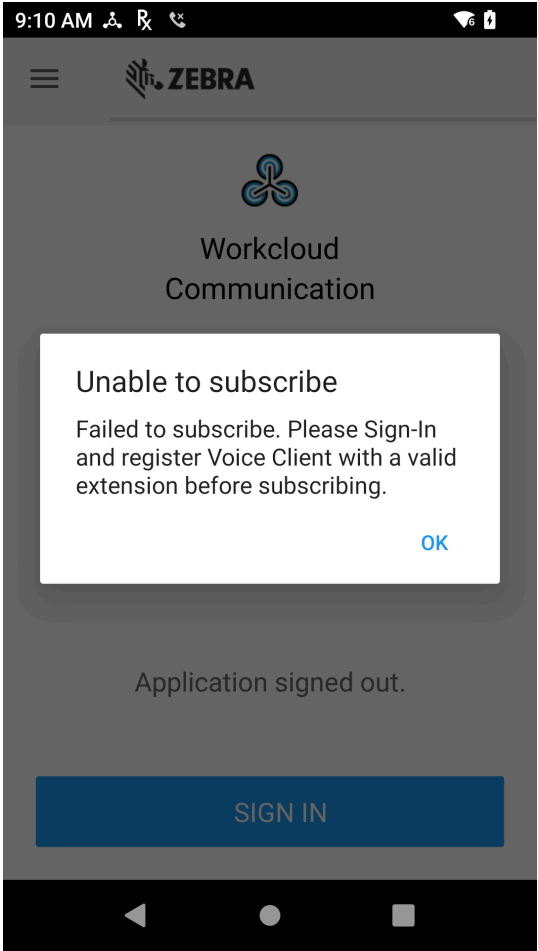 9:10 AM
ZEBRA
Workcloud
Communication
Unable to subscribe
Failed to subscribe. Please Sign-In
and register Voice Client with a valid
extension before subscribing.
OK
Application signed out.
SIGN IN